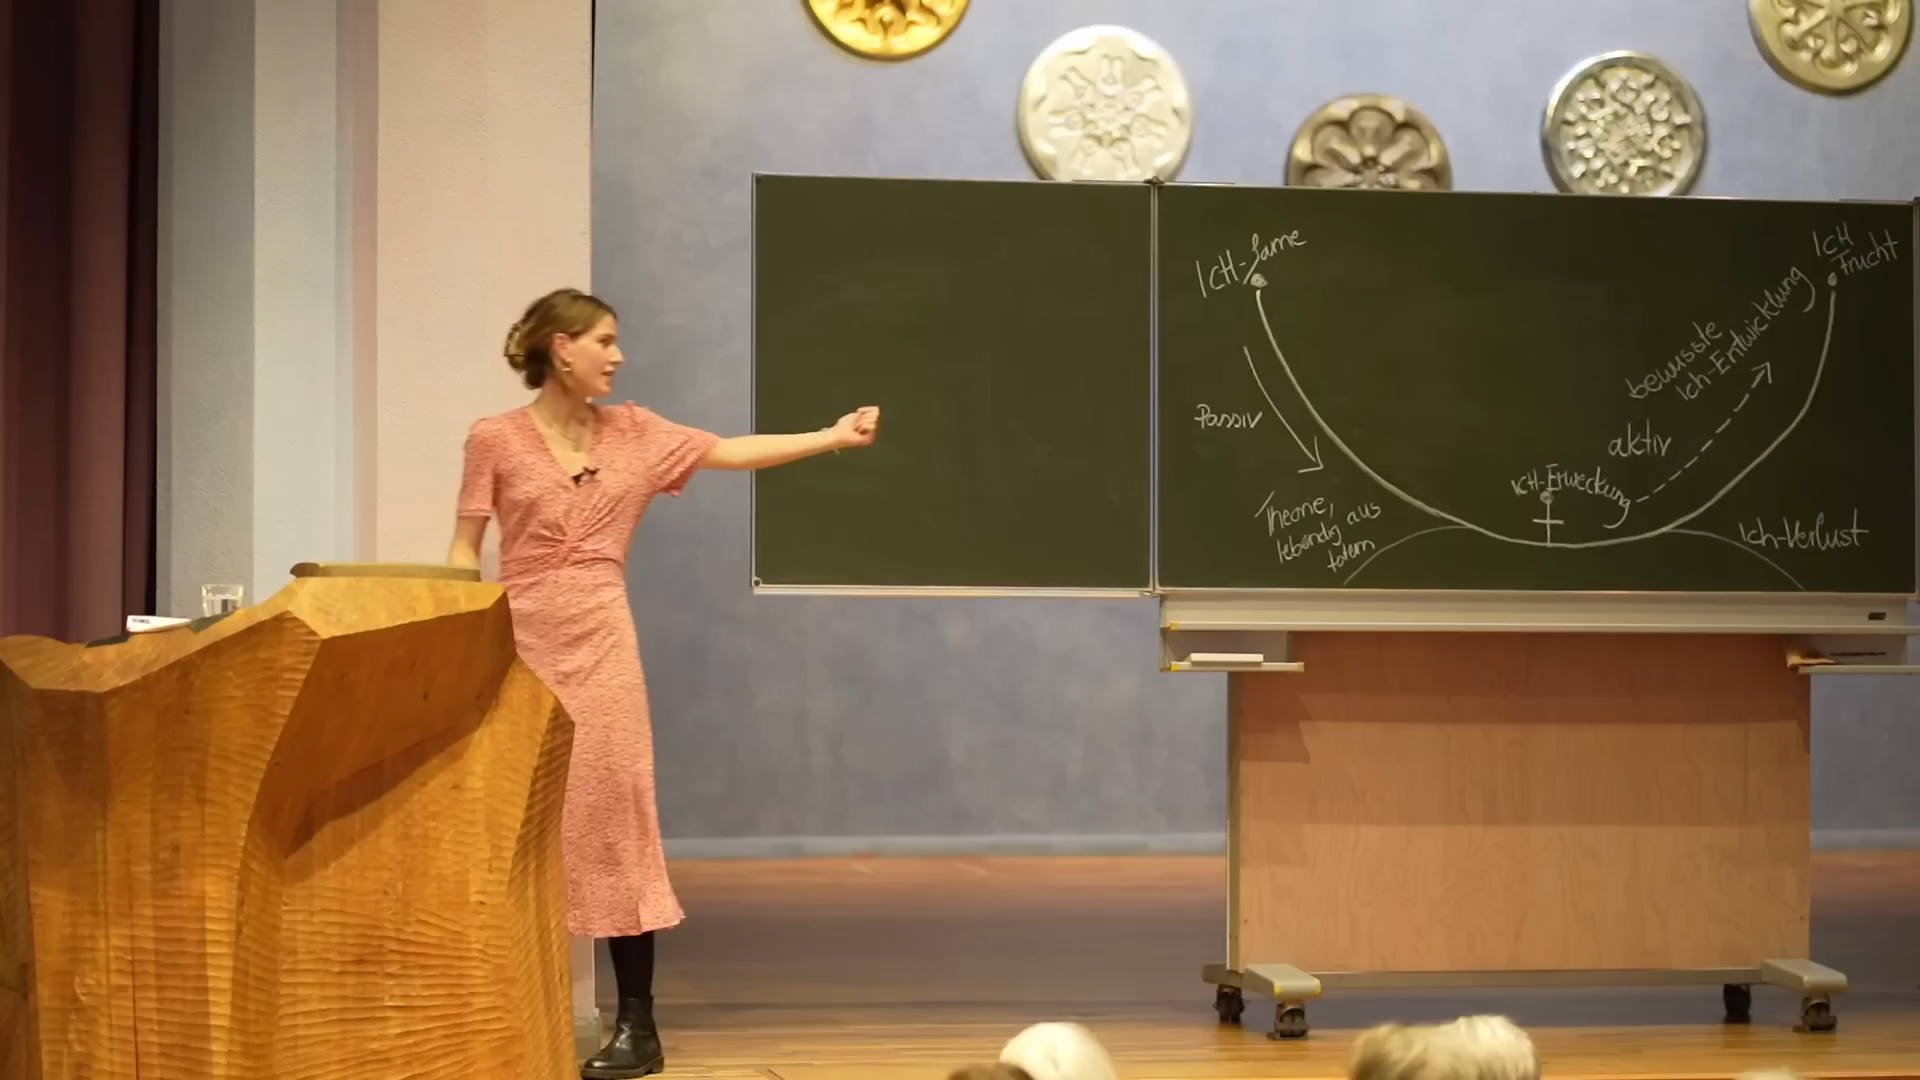 ICH-Same
Passiv
Theorie,
lebendig aus
totem
ICH-Erweckung
aktiv
bewusste
Ich-Entwicklung
ICH
Frucht
Ich-Verlust